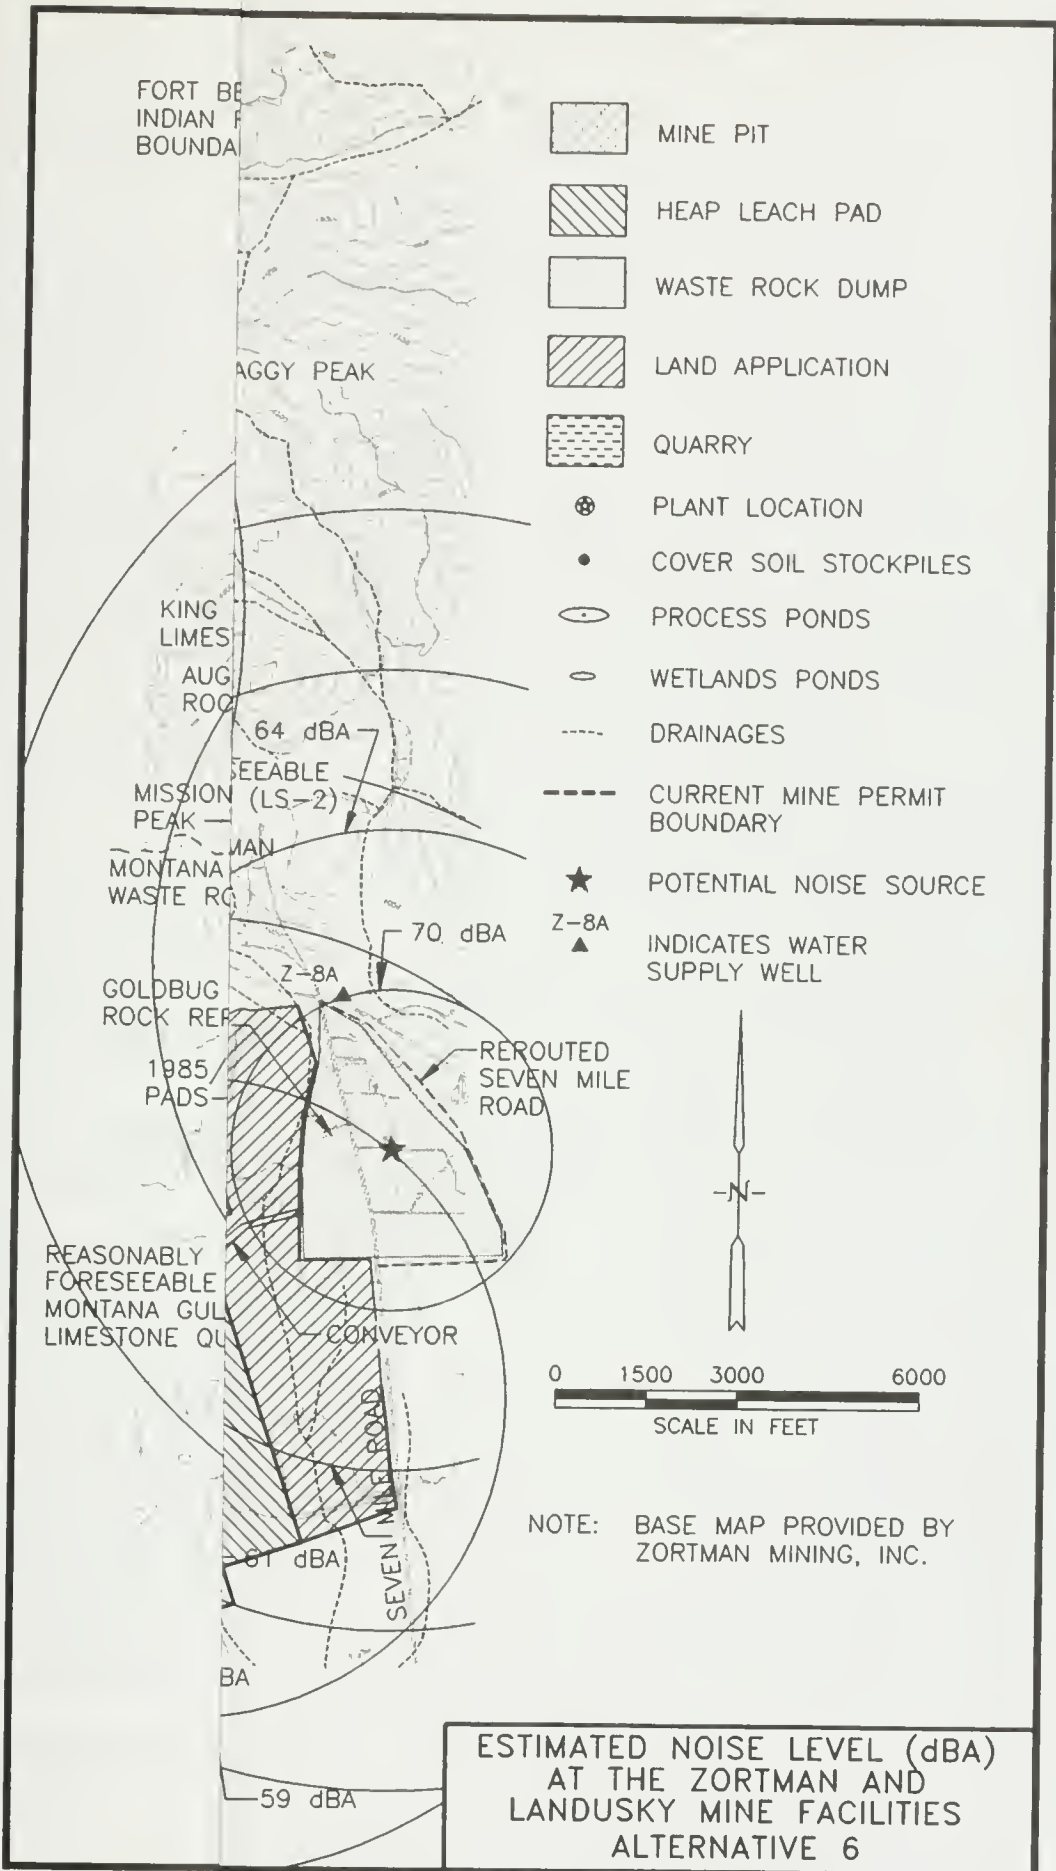 FORT BE
INDIAN
BOUNDA
AGGY PEAK
KING
LIMES
AUG
ROC
64 dBA
SEEABLE
(LS-2)
MISSION
PEAK
MAN
MONTANA
WASTE RO
70 dBA
Z-8A
GOLDBUG
ROCK REP
1985
PADS
REROUTED
SEVEN MILE
ROAD
REASONABLY
FORESEEABLE
MONTANA GUL
LIMESTONE QU
CONVEYOR
SEVEN MILE ROAD
61 dBA
BA
59 dBA
MINE PIT
HEAP LEACH PAD
WASTE ROCK DUMP
LAND APPLICATION
QUARRY
PLANT LOCATION
COVER SOIL STOCKPILES
PROCESS PONDS
WETLANDS PONDS
DRAINAGES
CURRENT MINE PERMIT
BOUNDARY
POTENTIAL NOISE SOURCE
Z-8A
INDICATES WATER
SUPPLY WELL
N
0 1500 3000 6000
SCALE IN FEET
NOTE: BASE MAP PROVIDED BY
ZORTMAN MINING, INC.
ESTIMATED NOISE LEVEL (dBA)
AT THE ZORTMAN AND
LANDUSKY MINE FACILITIES
ALTERNATIVE 6